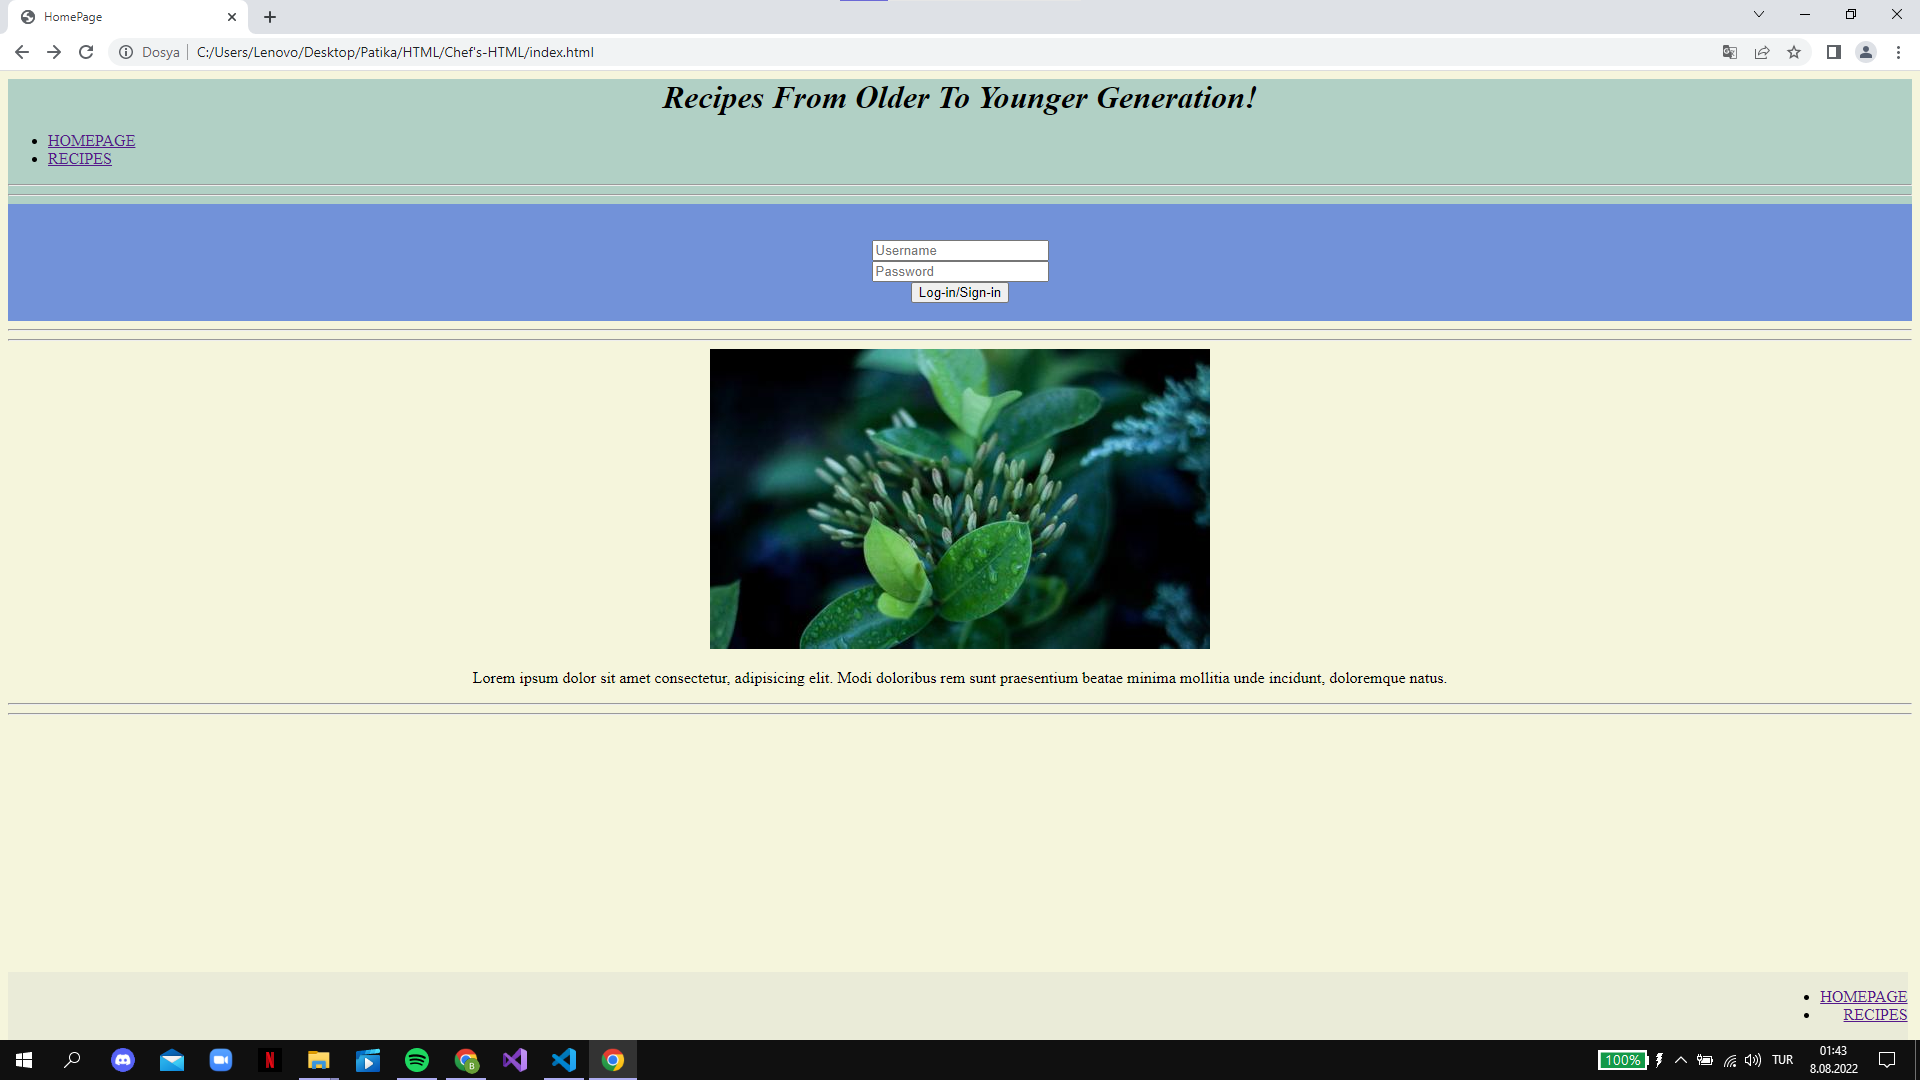 HomePage
Dosya C:/Users/Lenovo/Desktop/Patika/HTML/Chef's-HTML/index.html
Recipes From Older To Younger Generation!
HOMEPAGE
RECIPES
Username
Password
Log-in/Sign-in
Lorem ipsum dolor sit amet consectetur, adipisicing elit. Modi doloribus rem sunt praesentium beatae minima mollitia unde incidunt, doloremque natus.
HOMEPAGE
RECIPES
100% TUR 01:43
8.08.2022